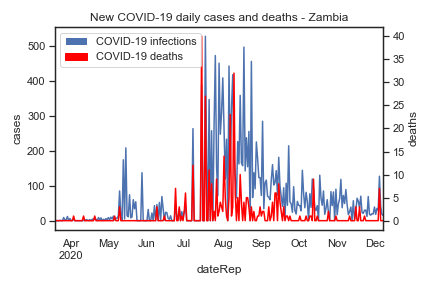 New COVID-19 daily cases and deaths - Zambia
COVID-19 infections
COVID-19 deaths
500
400
300
200
100
0
cases
40
35
30
25
20
15
10
5
0
deaths
Apr May Jun Jul Aug Sep Oct Nov Dec
2020
dateRep